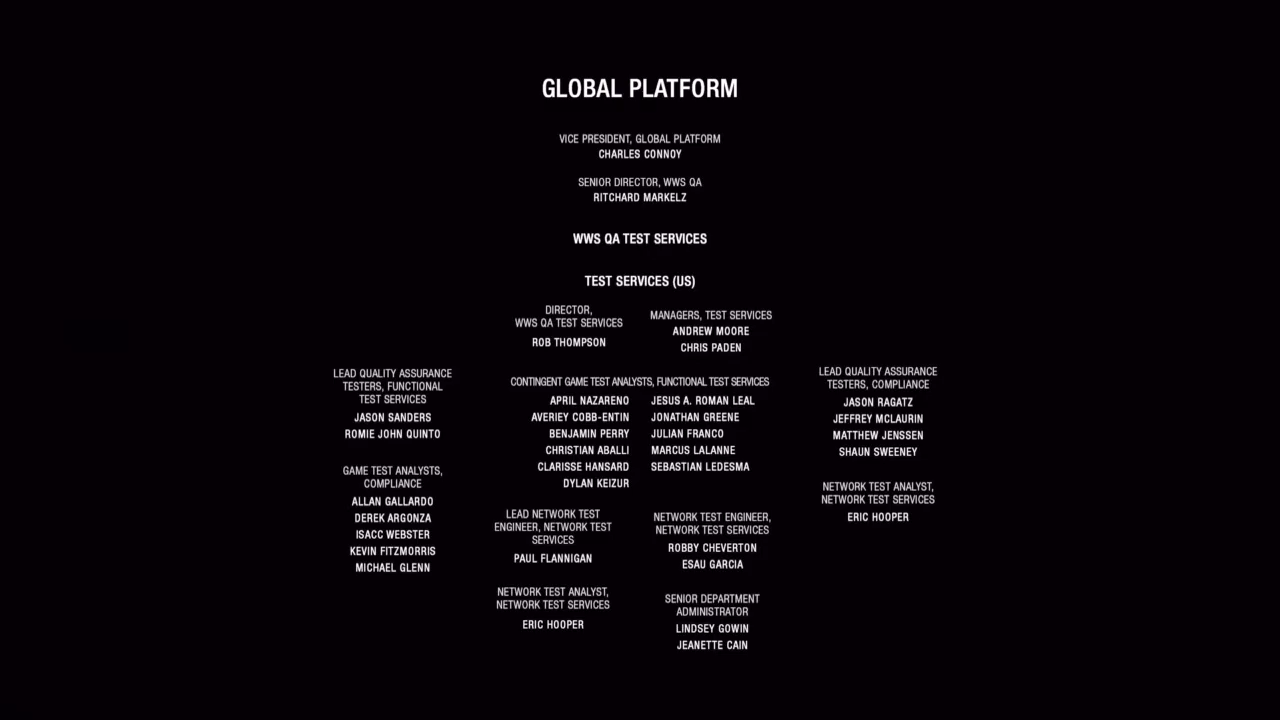 GLOBAL PLATFORM
VICE PRESIDENT, GLOBAL PLATFORM
CHARLES CONNOY
SENIOR DIRECTOR, WWS QA
RITCHARD MARKELZ
WWS QA TEST SERVICES
TEST SERVICES (US)
DIRECTOR,
WWS QA TEST SERVICES
ROB THOMPSON
MANAGERS, TEST SERVICES
ANDREW MOORE
CHRIS PADEN
LEAD QUALITY ASSURANCE
TESTERS, FUNCTIONAL
TEST SERVICES
JASON SANDERS
ROMIE JOHN QUINTO
GAME TEST ANALYSTS,
COMPLIANCE
ALLAN GALLARDO
DEREK ARGONZA
ISACC WEBSTER
KEVIN FITZMORRIS
MICHAEL GLENN
CONTINGENT GAME TEST ANALYSTS, FUNCTIONAL TEST SERVICES
APRIL NAZARENO
AVERIEY COBB-ENTIN
BENJAMIN PERRY
CHRISTIAN ABALLI
CLARISSE HANSARD
DYLAN KEIZUR
JESUS A. ROMAN LEAL
JONATHAN GREENE
JULIAN FRANCO
MARCUS LALANNE
SEBASTIAN LEDESMA
LEAD NETWORK TEST
ENGINEER, NETWORK TEST
SERVICES
PAUL FLANNIGAN
NETWORK TEST ANALYST,
NETWORK TEST SERVICES
ERIC HOOPER
NETWORK TEST ENGINEER,
NETWORK TEST SERVICES
ROBBY CHEVERTON
ESAU GARCIA
SENIOR DEPARTMENT
ADMINISTRATOR
LINDSEY GOWIN
JEANETTE CAIN
LEAD QUALITY ASSURANCE
TESTERS, COMPLIANCE
JASON RAGATZ
JEFFREY MCLAURIN
MATTHEW JENSSEN
SHAUN SWEENEY
NETWORK TEST ANALYST,
NETWORK TEST SERVICES
ERIC HOOPER